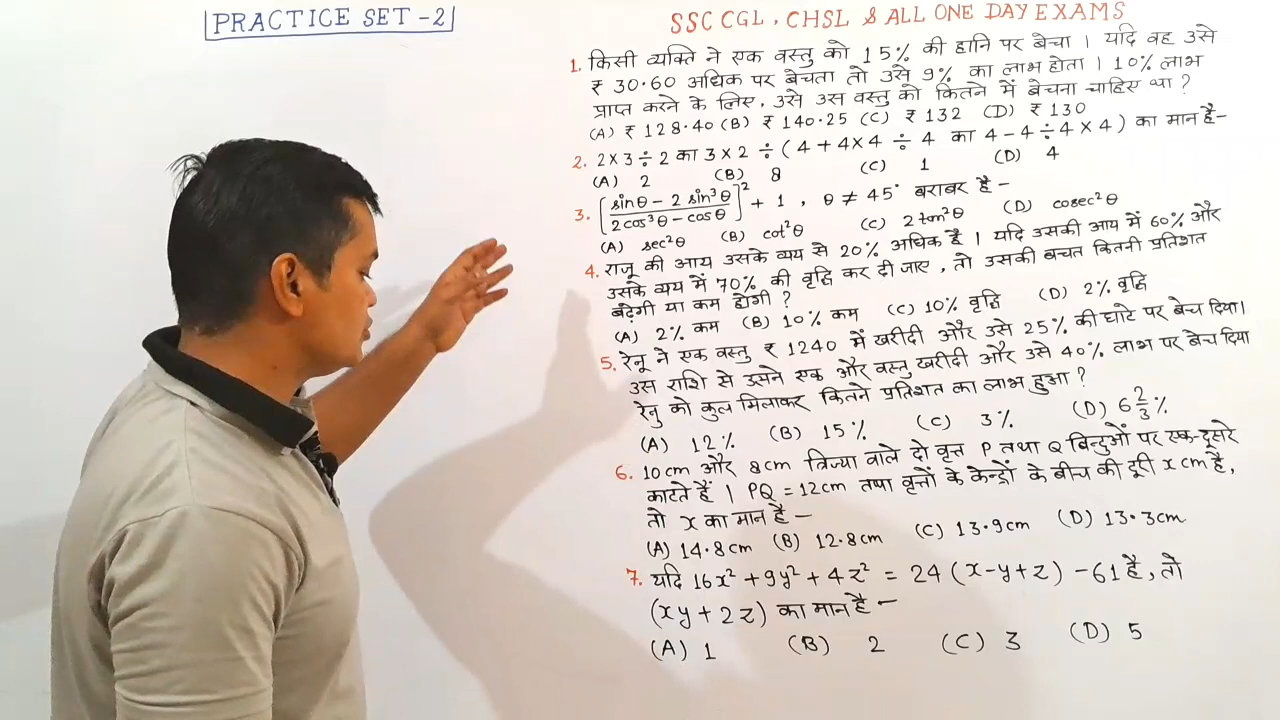 PRACTICE SET -2
SSC CGL, CHSL & ALL ONE DAY EXAMS
1. किसी व्यक्ति ने एक वस्तु को 15% की हानि पर बेचा । यदि वह उसे
₹ 30.60 अधिक पर बेचता तो उसे 9% का लाभ होता । 10% लाभ
प्राप्त करने के लिए, उसे उस वस्तु को कितने में बेचना चाहिए था ?
(A) ₹ 128.40 (B) ₹ 140.25 (C) ₹ 132 (D) ₹ 130
2. 2×3÷2 का 3×2 ÷ (4+4×4÷4 का 4-4÷4×4) का मान है-
(A) 2 (B) 8 (C) 1 (D) 4
3. [(sinθ - 2 sin³θ)/(2cos³θ - cosθ)]² + 1 , θ ≠ 45° बराबर है -
(A) sec²θ (B) cot²θ (C) 2tan²θ (D) cosec²θ
4. राजू की आय उसके व्यय से 20% अधिक है । यदि उसकी आय में 60% और
उसके व्यय में 70% की वृद्धि कर दी जाए , तो उसकी बचत कितनी प्रतिशत
बढ़ेगी या कम होगी ?
(A) 2% कम (B) 10% कम (C) 10% वृद्धि (D) 2% वृद्धि
5. रेनू ने एक वस्तु ₹ 1240 में खरीदी और उसे 25% की घाटे पर बेच दिया।
उस राशि से उसने एक और वस्तु खरीदी और उसे 40% लाभ पर बेच दिया
रेनु को कुल मिलाकर कितने प्रतिशत का लाभ हुआ ?
(A) 12% (B) 15% (C) 3% (D) 6 2/3 %
6. 10cm और 8cm त्रिज्या वाले दो वृत्त P तथा Q बिन्दुओं पर एक-दूसरे
काटते हैं । PQ = 12cm तथा वृत्तों के केन्द्रों के बीच की दूरी x cm है,
तो x का मान है -
(A) 14.8cm (B) 12.8cm (C) 13.9cm (D) 13.3cm
7. यदि 16x² + 9y² + 4z² = 24 (x-y+z) - 61 है, तो
(xy + 2z) का मान है -
(A) 1 (B) 2 (C) 3 (D) 5